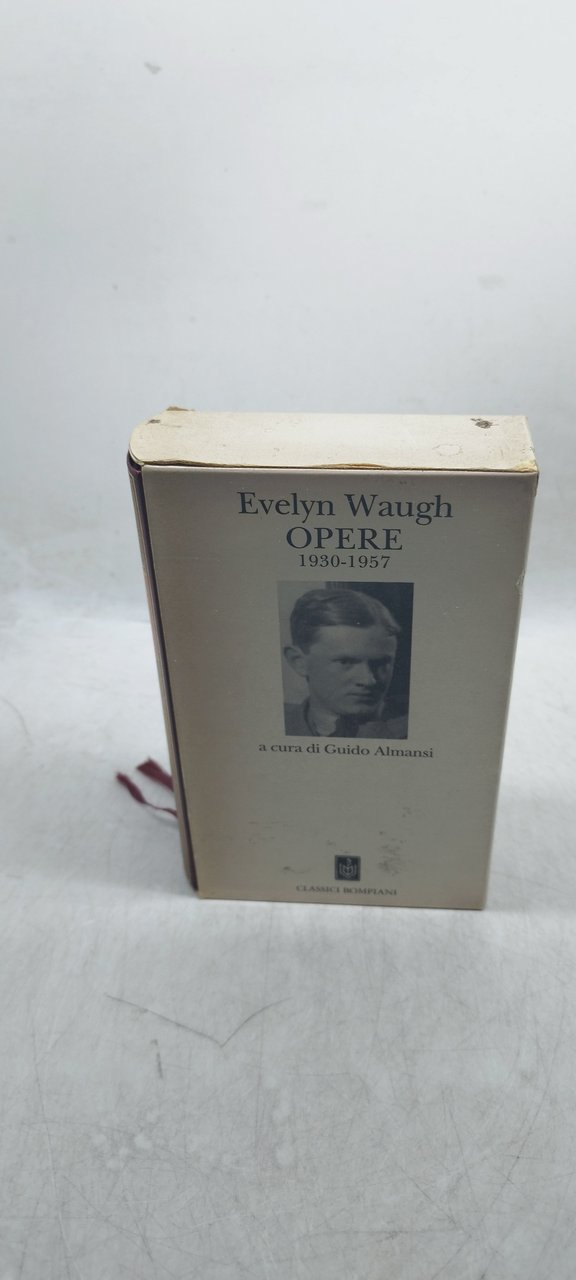 Evelyn Waugh
OPERE
1930-1957
a cura di Guido Almansi
CLASSICI BOMPIANI